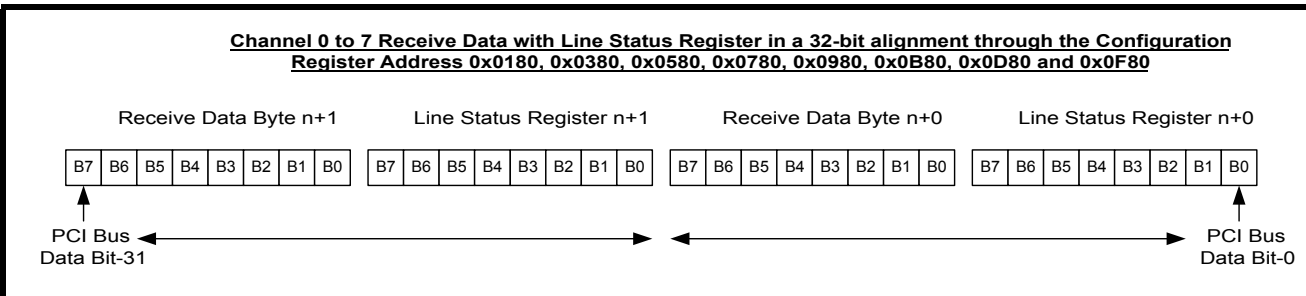 Channel 0 to 7 Receive Data with Line Status Register in a 32-bit alignment through the Configuration
Register Address 0x0180, 0x0380, 0x0580, 0x0780, 0x0980, 0x0B80, 0x0D80 and 0x0F80
Receive Data Byte n+1 Line Status Register n+1 Receive Data Byte n+0 Line Status Register n+0
B7 B6 B5 B4 B3 B2 B1 B0 B7 B6 B5 B4 B3 B2 B1 B0 B7 B6 B5 B4 B3 B2 B1 B0 B7 B6 B5 B4 B3 B2 B1 B0
PCI Bus PCI Bus
Data Bit-31 Data Bit-0